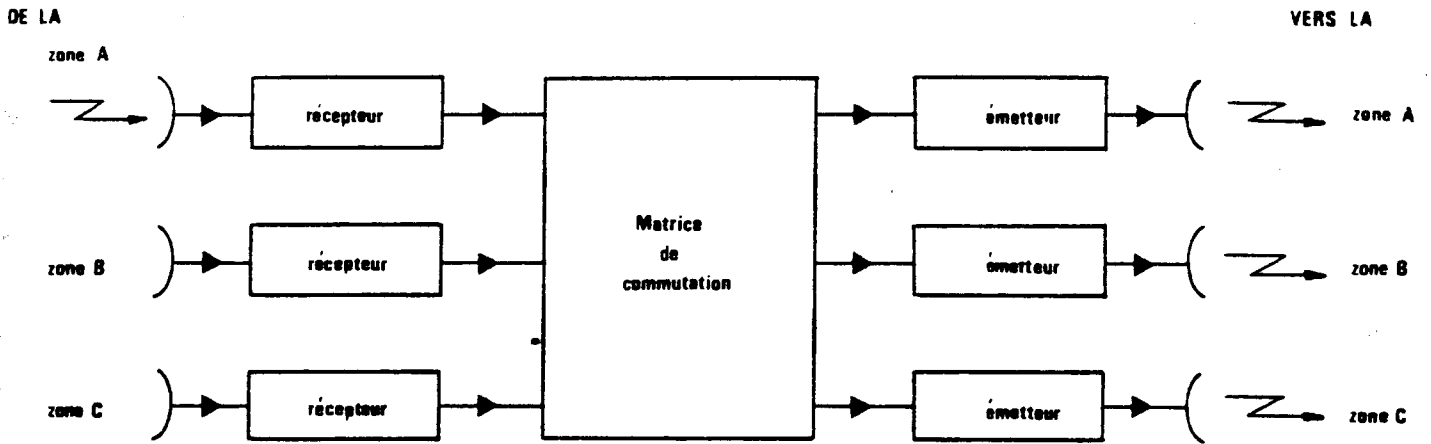 DE LA
VERS LA
zone A
récepteur
émetteur
zone A
Matrice
de
commutation
zone B
récepteur
émetteur
zone B
zone C
récepteur
émetteur
zone C